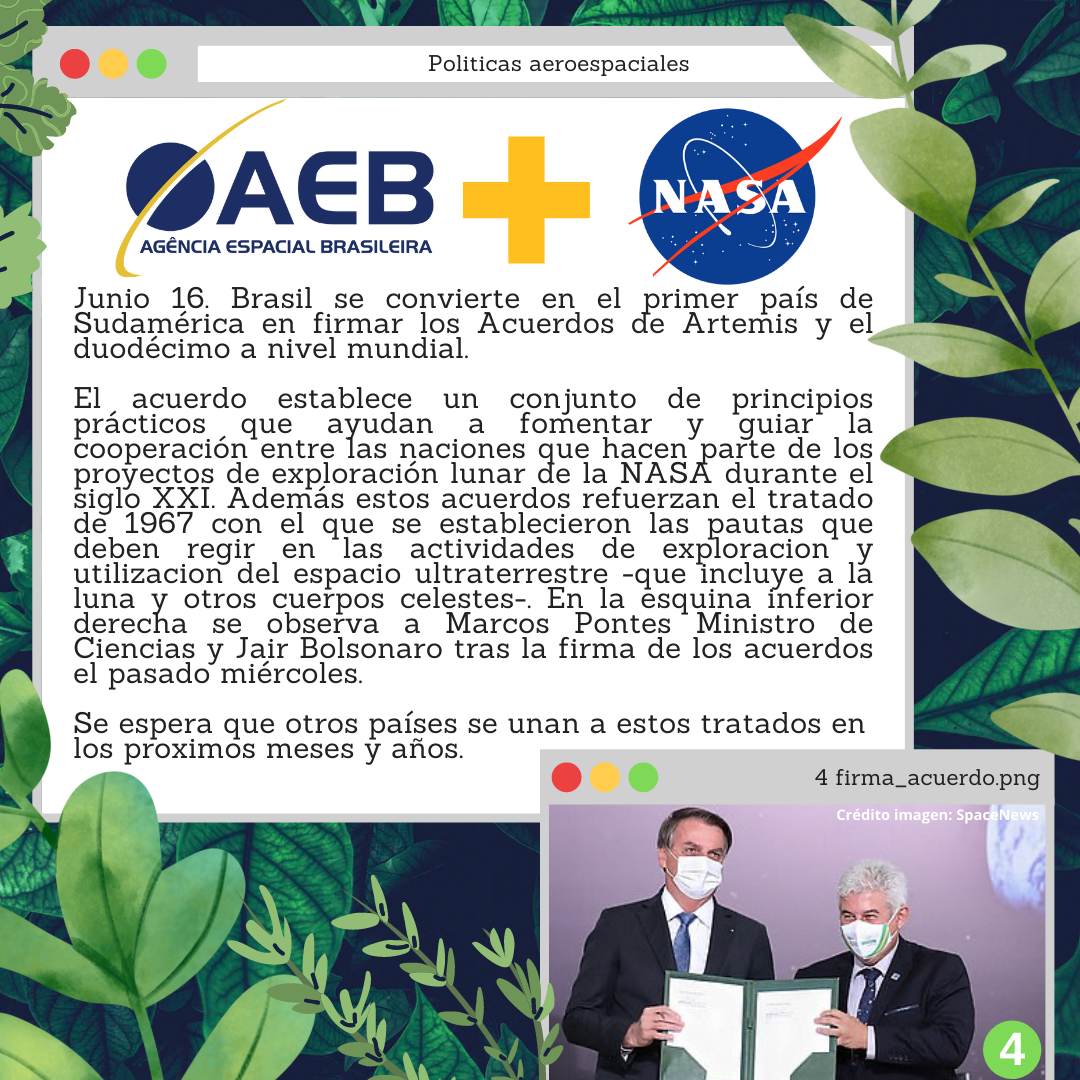 Politicas aeroespaciales
AEB
AGÊNCIA ESPACIAL BRASILEIRA
NASA
Junio 16. Brasil se convierte en el primer país de
Sudamérica en firmar los Acuerdos de Artemis y el
duodécimo a nivel mundial.
El acuerdo establece un conjunto de principios
prácticos que ayudan a fomentar y guiar la
cooperación entre las naciones que hacen parte de los
proyectos de exploración lunar de la NASA durante el
siglo XXI. Además estos acuerdos refuerzan el tratado
de 1967 con el que se establecieron las pautas que
deben regir en las actividades de exploracion y
utilizacion del espacio ultraterrestre -que incluye a la
luna y otros cuerpos celestes-. En la esquina inferior
derecha se observa a Marcos Pontes Ministro de
Ciencias y Jair Bolsonaro tras la firma de los acuerdos
el pasado miércoles.
Se espera que otros países se unan a estos tratados en
los proximos meses y años.
4 firma_acuerdo.png
Crédito imagen: SpaceNews
4